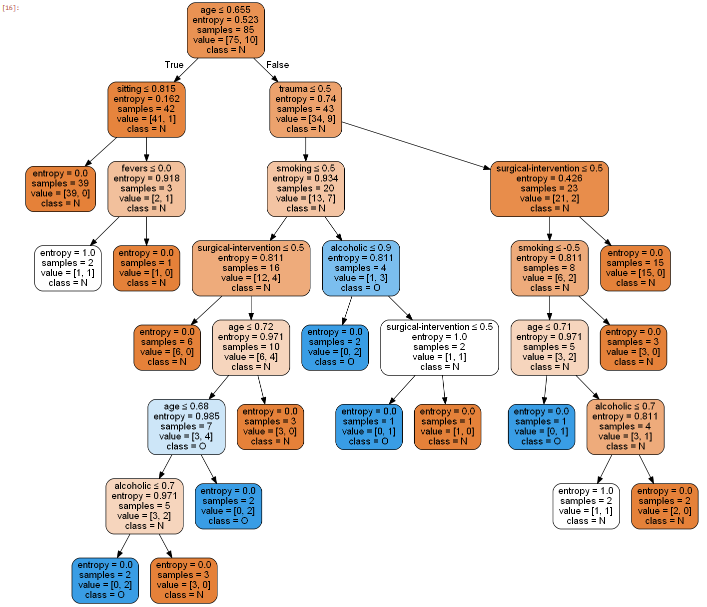 [16]:
age ≤ 0.655
entropy = 0.523
samples = 85
value = [75, 10]
class = N
True
False
sitting ≤ 0.815
entropy = 0.162
samples = 42
value = [41, 1]
class = N
trauma ≤ 0.5
entropy = 0.74
samples = 43
value = [34, 9]
class = N
entropy = 0.0
samples = 39
value = [39, 0]
class = N
fevers ≤ 0.0
entropy = 0.918
samples = 3
value = [2, 1]
class = N
smoking ≤ 0.5
entropy = 0.934
samples = 20
value = [13, 7]
class = N
surgical-intervention ≤ 0.5
entropy = 0.426
samples = 23
value = [21, 2]
class = N
entropy = 1.0
samples = 2
value = [1, 1]
class = N
entropy = 0.0
samples = 1
value = [1, 0]
class = N
surgical-intervention ≤ 0.5
entropy = 0.811
samples = 16
value = [12, 4]
class = N
alcoholic ≤ 0.9
entropy = 0.811
samples = 4
value = [1, 3]
class = O
smoking ≤ -0.5
entropy = 0.811
samples = 8
value = [6, 2]
class = N
entropy = 0.0
samples = 15
value = [15, 0]
class = N
entropy = 0.0
samples = 6
value = [6, 0]
class = N
age ≤ 0.72
entropy = 0.971
samples = 10
value = [6, 4]
class = N
entropy = 0.0
samples = 2
value = [0, 2]
class = O
surgical-intervention ≤ 0.5
entropy = 1.0
samples = 2
value = [1, 1]
class = N
age ≤ 0.71
entropy = 0.971
samples = 5
value = [3, 2]
class = N
entropy = 0.0
samples = 3
value = [3, 0]
class = N
age ≤ 0.68
entropy = 0.985
samples = 7
value = [3, 4]
class = O
entropy = 0.0
samples = 3
value = [3, 0]
class = N
entropy = 0.0
samples = 1
value = [0, 1]
class = O
entropy = 0.0
samples = 1
value = [1, 0]
class = N
entropy = 0.0
samples = 1
value = [0, 1]
class = O
alcoholic ≤ 0.7
entropy = 0.811
samples = 4
value = [3, 1]
class = N
alcoholic ≤ 0.7
entropy = 0.971
samples = 5
value = [3, 2]
class = N
entropy = 0.0
samples = 2
value = [0, 2]
class = O
entropy = 1.0
samples = 2
value = [1, 1]
class = N
entropy = 0.0
samples = 2
value = [2, 0]
class = N
entropy = 0.0
samples = 2
value = [0, 2]
class = O
entropy = 0.0
samples = 3
value = [3, 0]
class = N